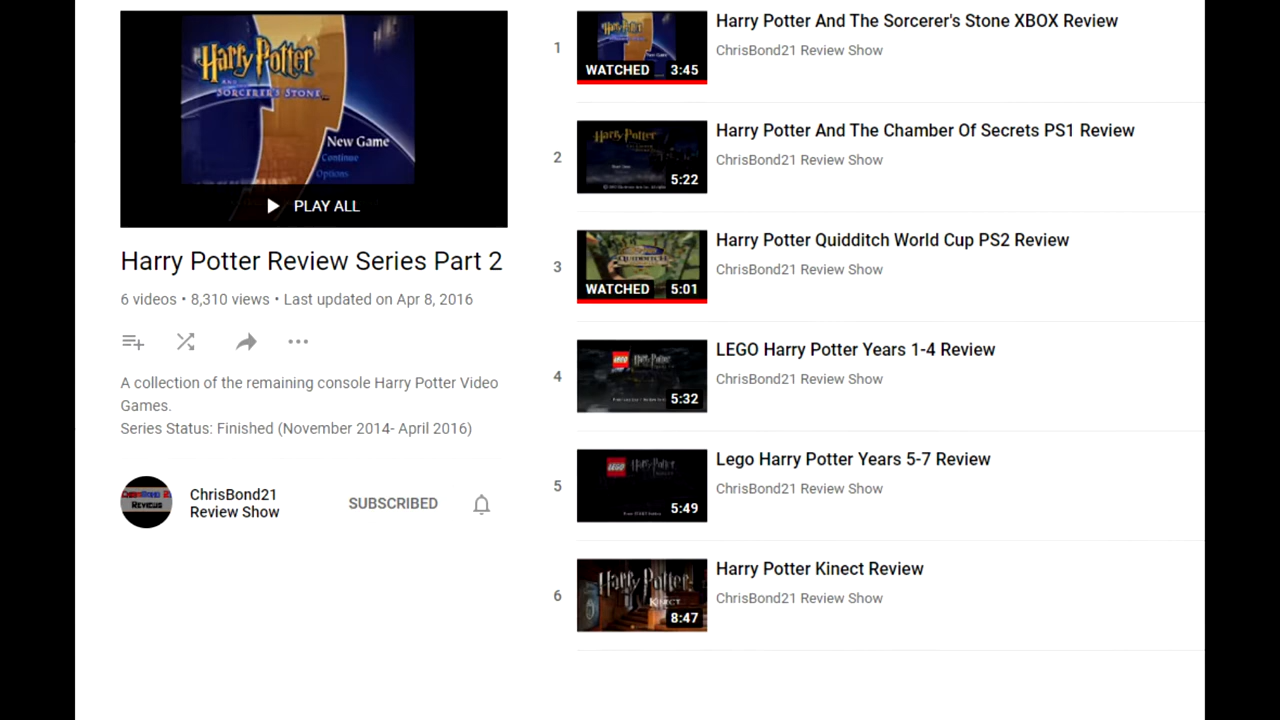 Harry Potter
AND
THE
SORCERER'S STONE
New Game
Continue
Options
PLAY ALL
Harry Potter Review Series Part 2
6 videos • 8,310 views • Last updated on Apr 8, 2016
A collection of the remaining console Harry Potter Video
Games.
Series Status: Finished (November 2014- April 2016)
ChrisBond21
Review Show
SUBSCRIBED
1
WATCHED 3:45
Harry Potter And The Sorcerer's Stone XBOX Review
ChrisBond21 Review Show
2
Harry Potter
5:22
Harry Potter And The Chamber Of Secrets PS1 Review
ChrisBond21 Review Show
3
QUIDDITCH
WATCHED 5:01
Harry Potter Quidditch World Cup PS2 Review
ChrisBond21 Review Show
4
LEGO Harry Potter
5:32
LEGO Harry Potter Years 1-4 Review
ChrisBond21 Review Show
5
LEGO Harry Potter
5:49
Lego Harry Potter Years 5-7 Review
ChrisBond21 Review Show
6
Harry Potter
KINECT
8:47
Harry Potter Kinect Review
ChrisBond21 Review Show